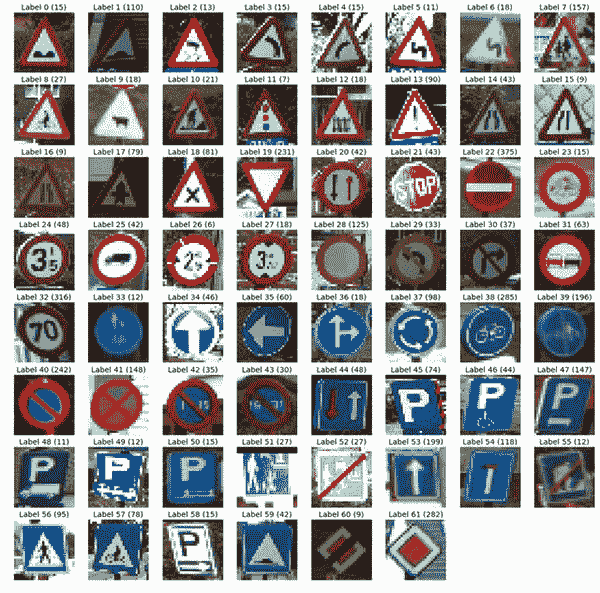 Label 0 (15) Label 1 (110) Label 2 (13) Label 3 (15) Label 4 (15) Label 5 (11) Label 6 (18) Label 7 (157)
Label 8 (27) Label 9 (18) Label 10 (21) Label 11 (7) Label 12 (18) Label 13 (90) Label 14 (43) Label 15 (9)
Label 16 (9) Label 17 (79) Label 18 (81) Label 19 (231) Label 20 (42) Label 21 (43) Label 22 (375) Label 23 (15)
STOP
Label 24 (48) Label 25 (42) Label 26 (6) Label 27 (18) Label 28 (125) Label 29 (33) Label 30 (37) Label 31 (63)
Label 32 (316) Label 33 (12) Label 34 (46) Label 35 (60) Label 36 (18) Label 37 (98) Label 38 (285) Label 39 (196)
70
Label 40 (242) Label 41 (148) Label 42 (35) Label 43 (30) Label 44 (48) Label 45 (74) Label 46 (44) Label 47 (147)
P P P
Label 48 (11) Label 49 (12) Label 50 (15) Label 51 (27) Label 52 (27) Label 53 (199) Label 54 (118) Label 55 (12)
P P P
Label 56 (95) Label 57 (78) Label 58 (15) Label 59 (42) Label 60 (9) Label 61 (282)
P